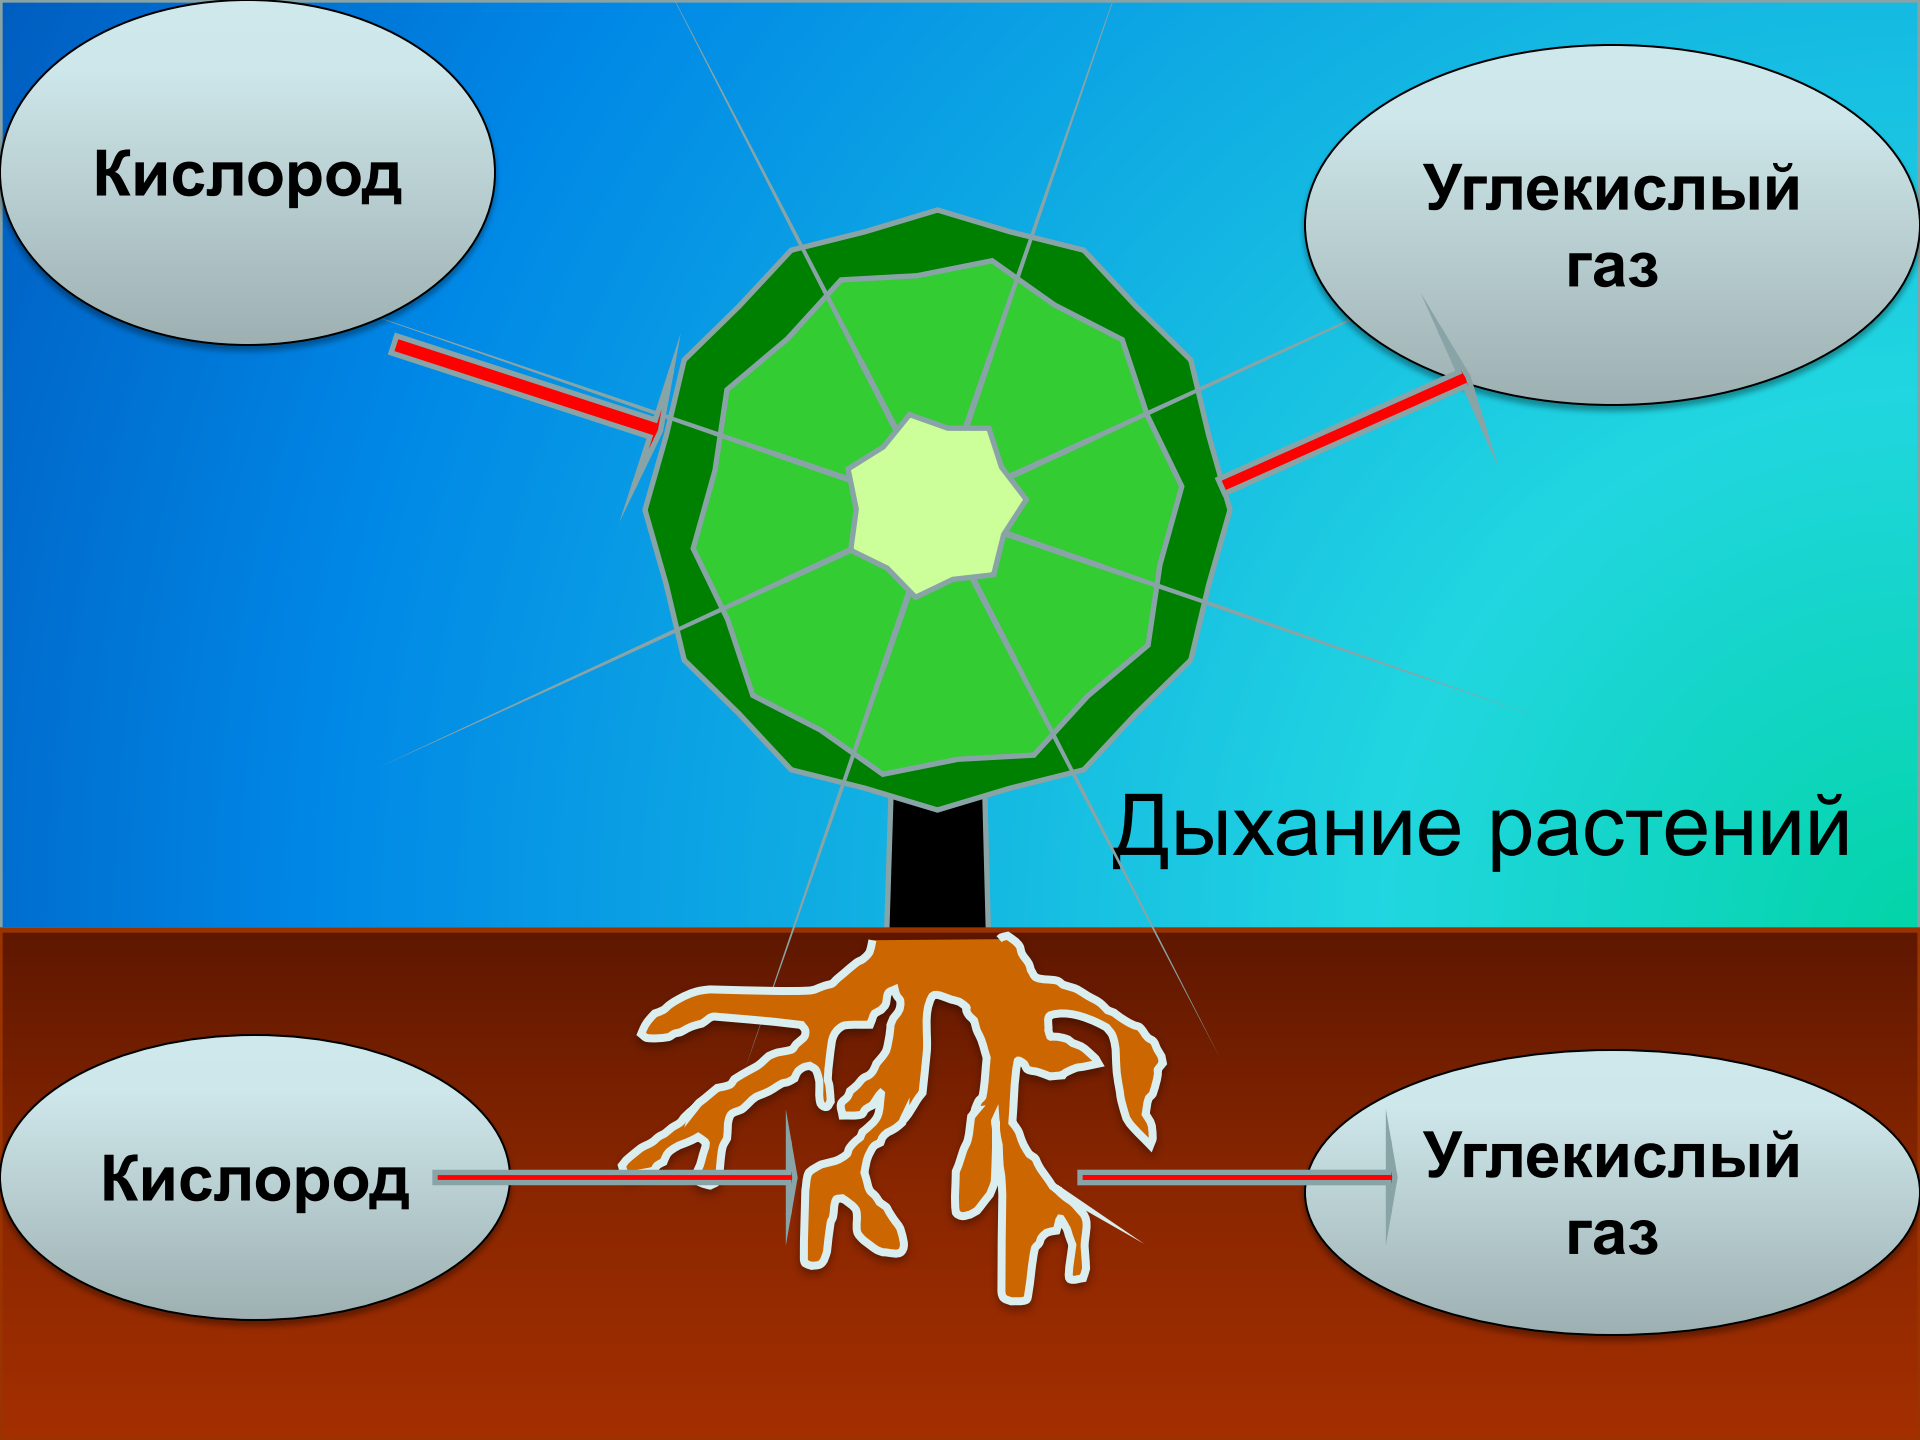 Кислород
Углекислый
газ
Дыхание растений
Кислород
Углекислый
газ